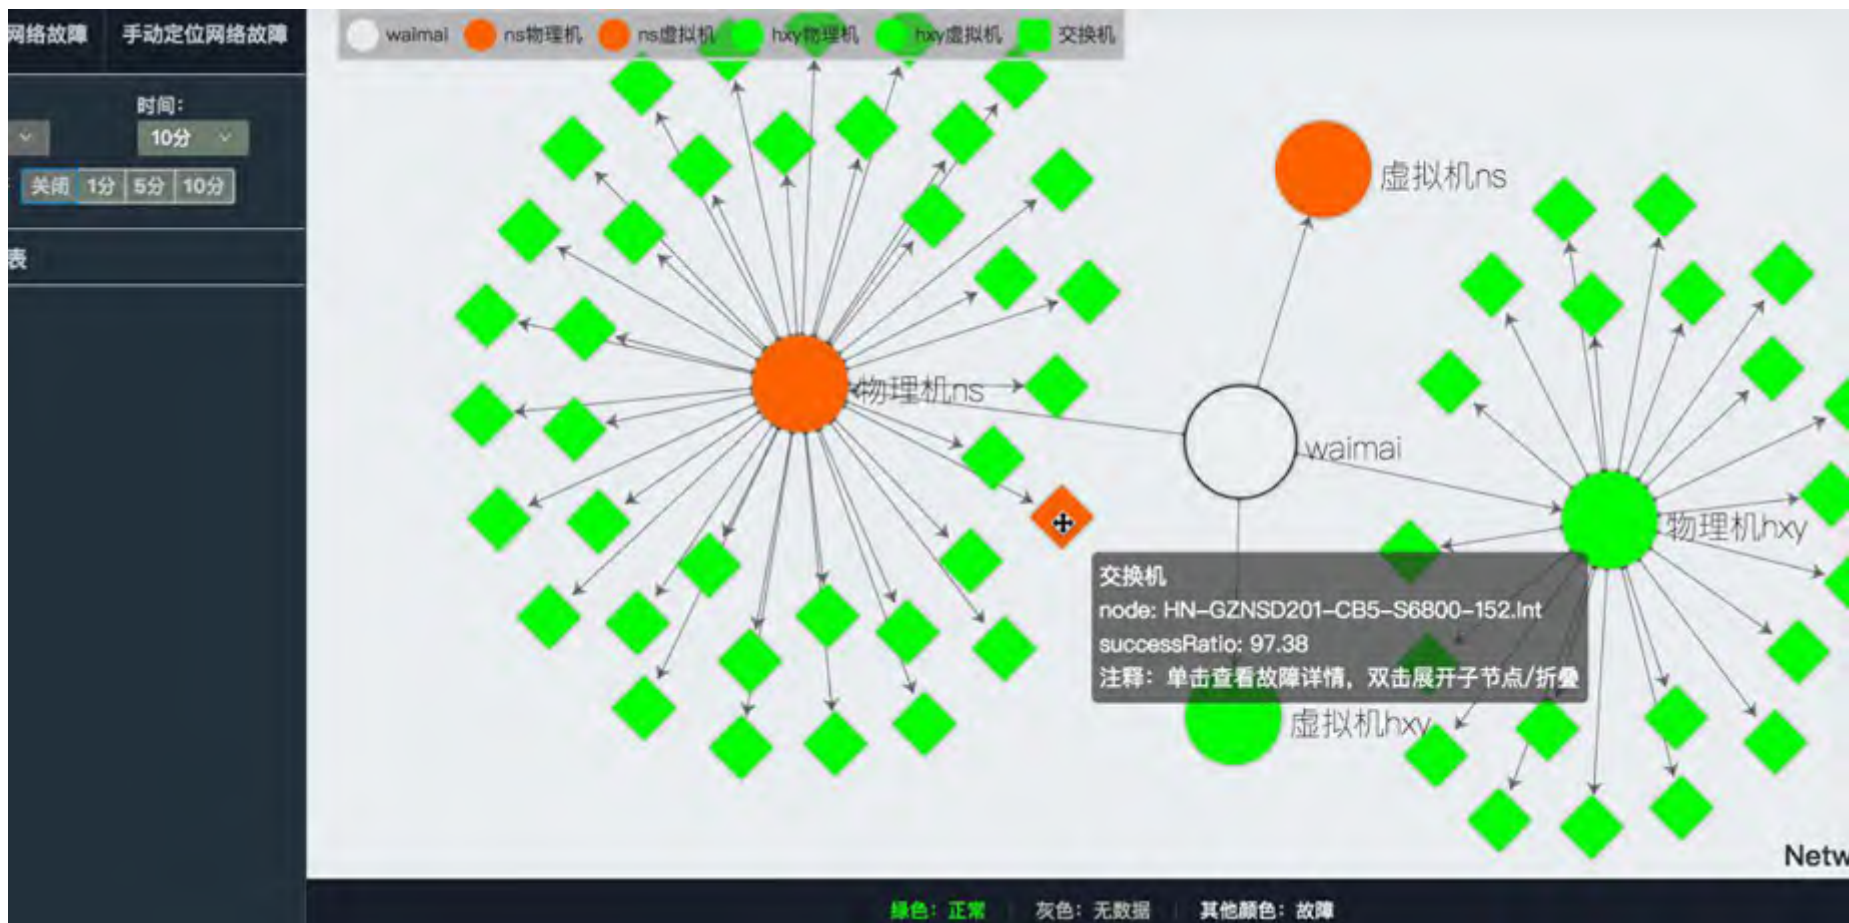 网络故障 手动定位网络故障
waimai ns物理机 ns虚拟机 hxy物理机 hxy虚拟机 交换机
时间:
10分
关闭 1分 5分 10分
表
虚拟机ns
物理机ns
waimai
物理机hxy
交换机
node: HN-GZNSD201-CB5-S6800-152.Int
successRatio: 97.38
注释：单击查看故障详情，双击展开子节点/折叠
虚拟机hxy
Netw
绿色：正常 灰色：无数据 其他颜色：故障